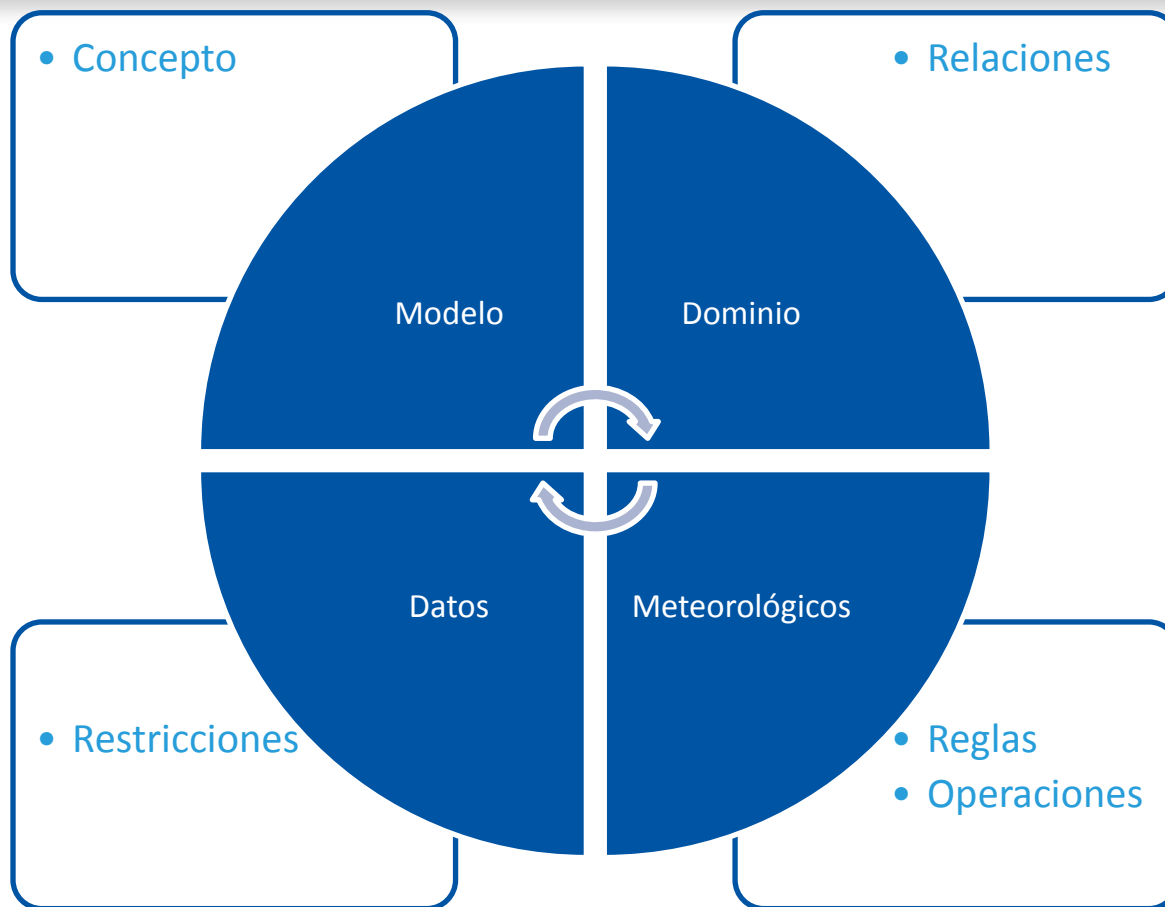 • Concepto
• Relaciones
Modelo
Dominio
Datos
Meteorológicos
• Restricciones
• Reglas
• Operaciones